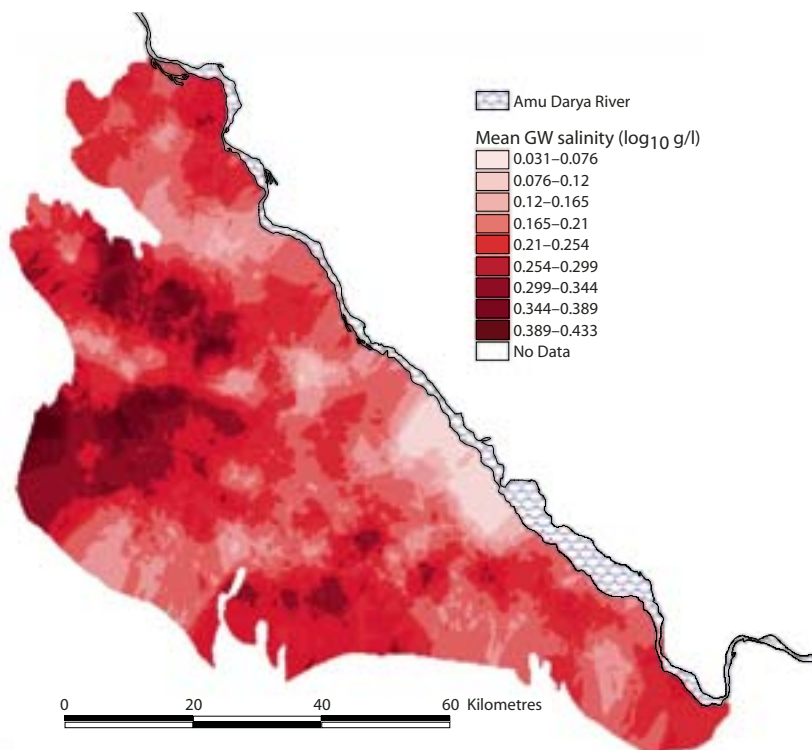 Amu Darya River
Mean GW salinity (log10 g/l)
0.031–0.076
0.076–0.12
0.12–0.165
0.165–0.21
0.21–0.254
0.254–0.299
0.299–0.344
0.344–0.389
0.389–0.433
No Data
0 20 40 60 Kilometres